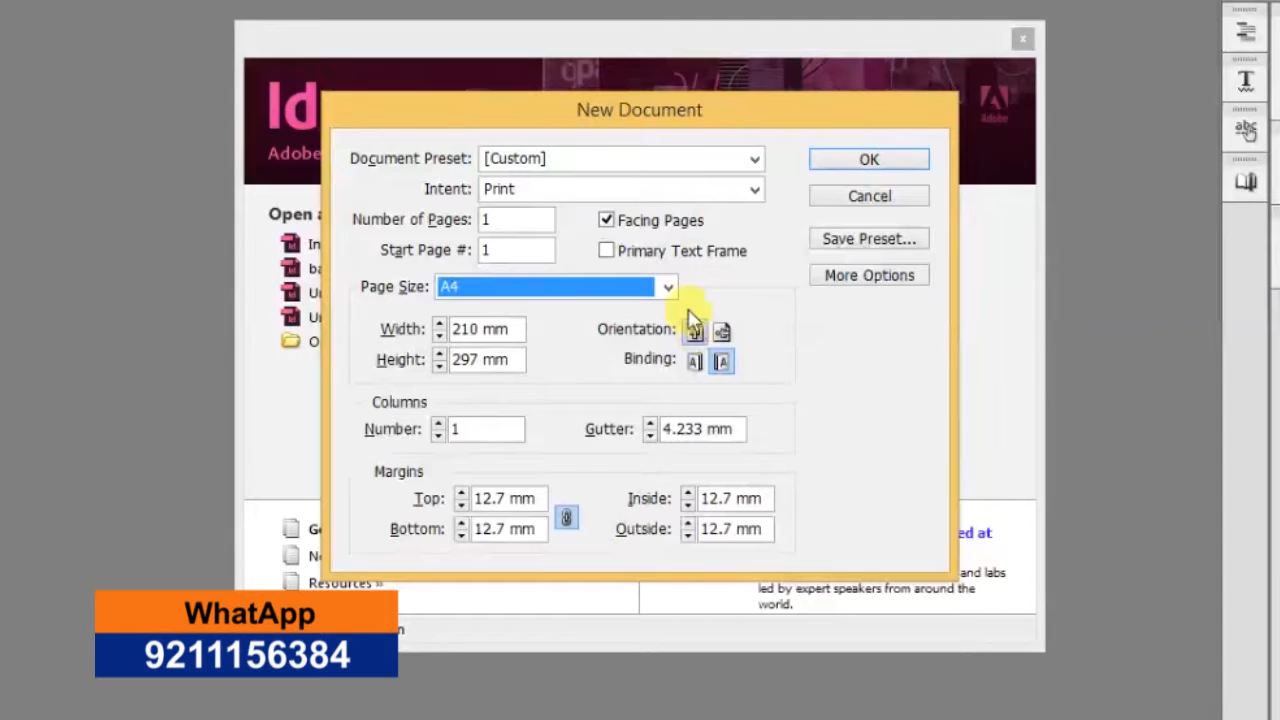 Id
Adobe
Adobe
New Document
Document Preset: [Custom]
OK
Intent: Print
Cancel
Number of Pages: 1
Facing Pages
Save Preset...
Start Page #: 1
Primary Text Frame
More Options
Open
Page Size: A4
Width: 210 mm
Orientation:
Height: 297 mm
Binding:
Columns
Number: 1
Gutter: 4.233 mm
Margins
Top: 12.7 mm
Inside: 12.7 mm
Bottom: 12.7 mm
Outside: 12.7 mm
ed at
and labs
Resources »
led by expert speakers from around the
world.
WhatApp
9211156384